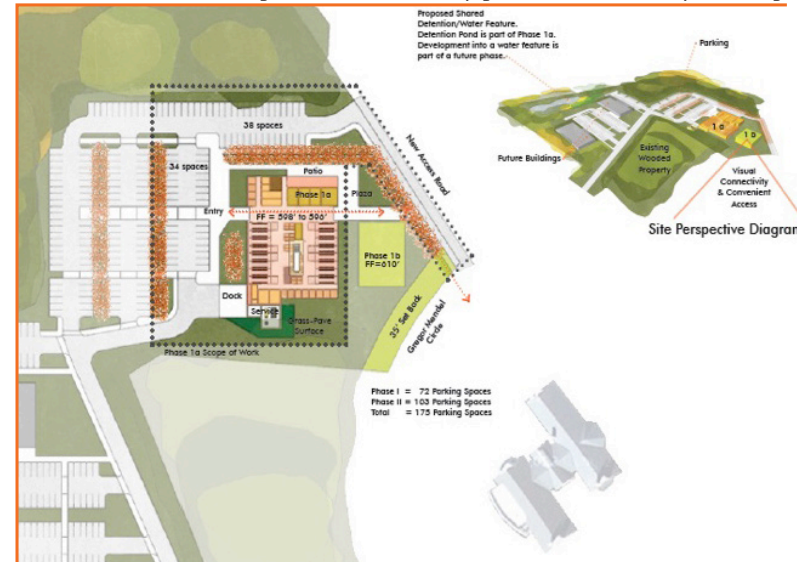 Proposed Shared
Detention/Water Feature.
Detention Pond is part of Phase 1a.
Development into a water feature is
part of a future phase.
Parking
38 spaces
New Access Road
34 spaces
Patio
Phase 1a
Plaza
Entry
FF = 598' to 596'
Phase 1b
FF=610'
Dock
Service
Grass-Pave
Surface
35' Set Back
Gregor Mendel
Circle
Phase 1a Scope of Work
1 a
1 b
Existing
Wooded
Property
Future Buildings
Visual
Connectivity
& Convenient
Access
Site Perspective Diagram
Phase I = 72 Parking Spaces
Phase II = 103 Parking Spaces
Total = 175 Parking Spaces